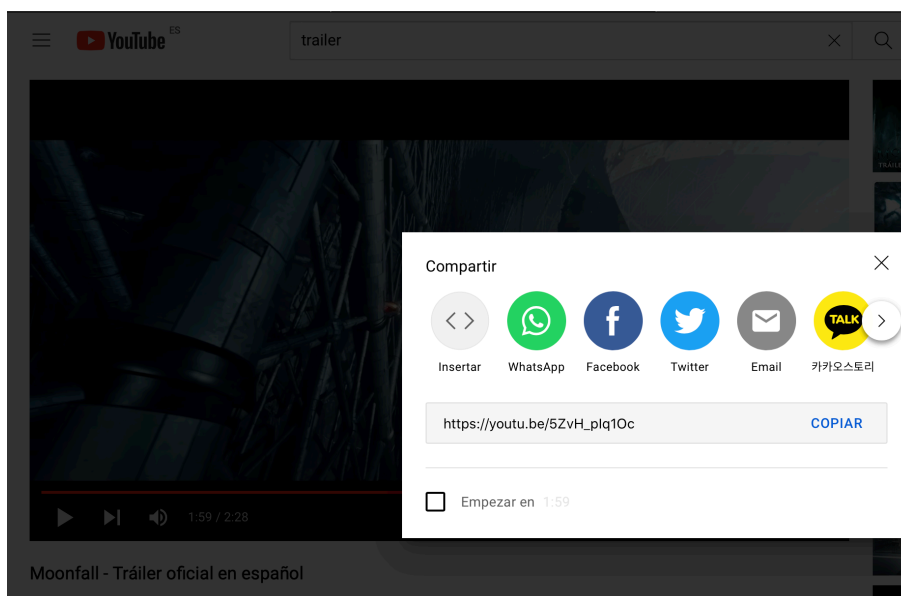 YouTube ES
trailer
TRAIL
Compartir
TALK
Insertar
WhatsApp
Facebook
Twitter
Email
카카오스토리
https://youtu.be/5ZvH_plq1Oc
COPIAR
Empezar en 1:59
1:59 / 2:28
Moonfall - Tráiler oficial en español